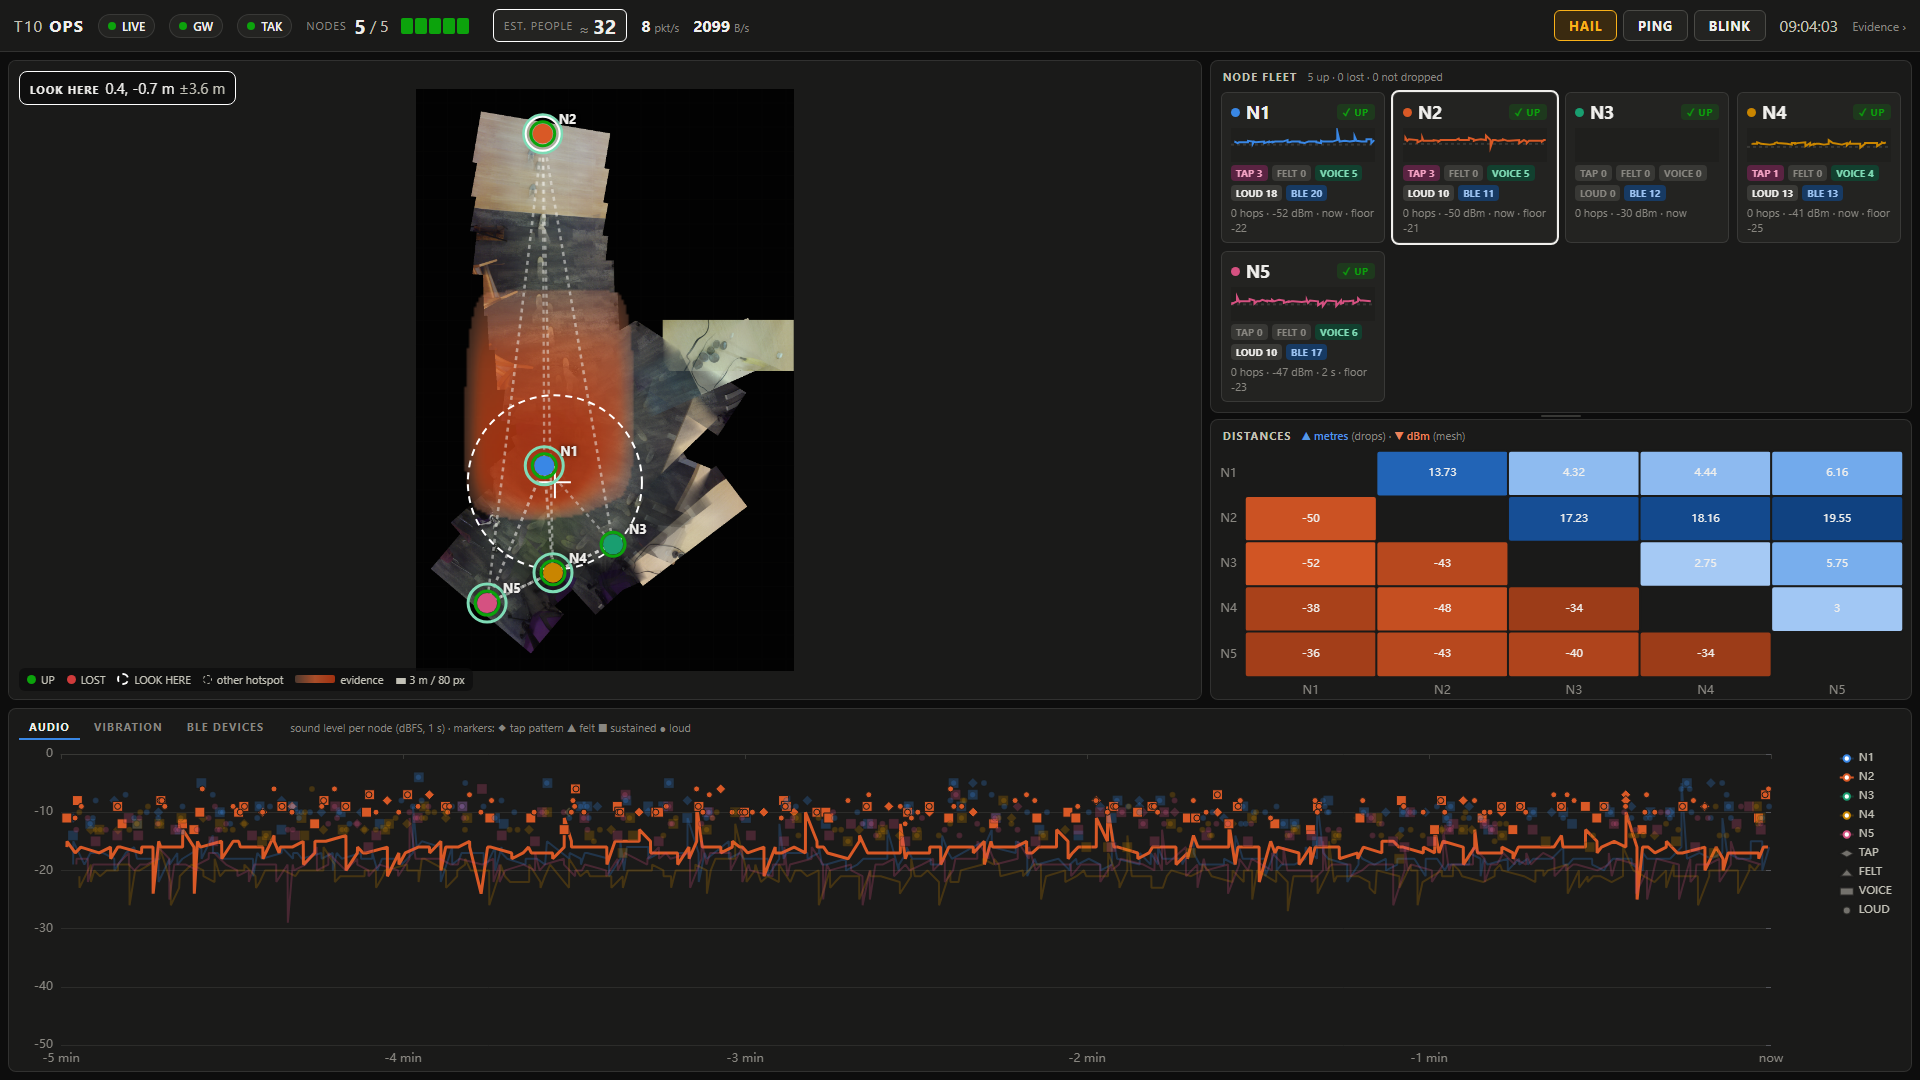 T10 OPS LIVE GW TAK NODES 5 / 5 EST. PEOPLE ≈ 32 8 pkt/s 2099 B/s HAIL PING BLINK 09:04:03 Evidence ›
LOOK HERE 0.4, -0.7 m ±3.6 m
N2
N1
N3
N4
N5
UP LOST LOOK HERE other hotspot evidence 3 m / 80 px
NODE FLEET 5 up · 0 lost · 0 not dropped
N1 ✓ UP
TAP 3 FELT 0 VOICE 5
LOUD 18 BLE 20
0 hops · -52 dBm · now · floor
-22
N2 ✓ UP
TAP 3 FELT 0 VOICE 5
LOUD 10 BLE 11
0 hops · -50 dBm · now · floor
-21
N3 ✓ UP
TAP 0 FELT 0 VOICE 0
LOUD 0 BLE 12
0 hops · -30 dBm · now
N4 ✓ UP
TAP 1 FELT 0 VOICE 4
LOUD 13 BLE 13
0 hops · -41 dBm · now · floor
-25
N5 ✓ UP
TAP 0 FELT 0 VOICE 6
LOUD 10 BLE 17
0 hops · -47 dBm · 2 s · floor
-23
DISTANCES ▲ metres (drops) · ▼ dBm (mesh)
N1 13.73 4.32 4.44 6.16
N2 -50 17.23 18.16 19.55
N3 -52 -43 2.75 5.75
N4 -38 -48 -34 3
N5 -36 -43 -40 -34
N1 N2 N3 N4 N5
AUDIO VIBRATION BLE DEVICES sound level per node (dBFS, 1 s) · markers: ◆ tap pattern ▲ felt ■ sustained ● loud
0
-10
-20
-30
-40
-50
-5 min -4 min -3 min -2 min -1 min now
N1
N2
N3
N4
N5
TAP
FELT
VOICE
LOUD